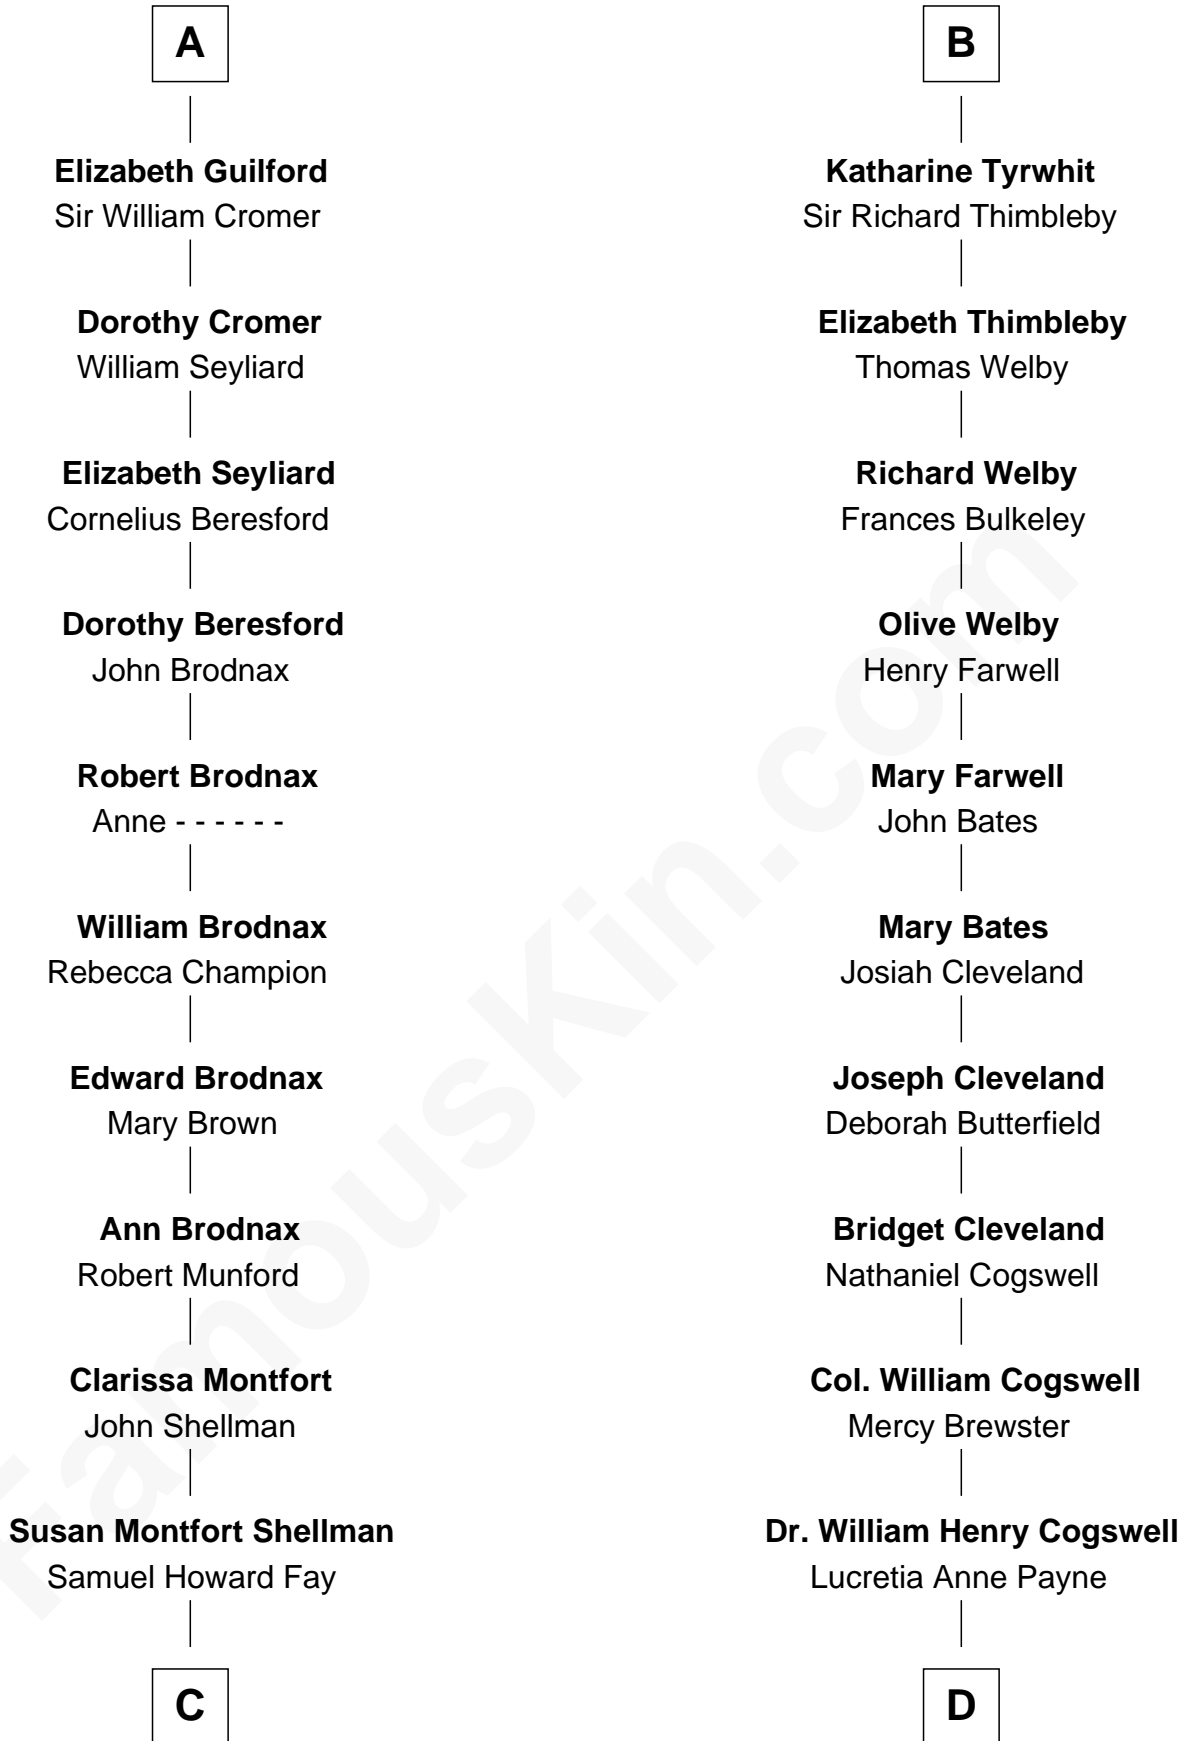 A
Elizabeth Guilford
Sir William Cromer
Dorothy Cromer
William Seyliard
Elizabeth Seyliard
Cornelius Beresford
Dorothy Beresford
John Brodnax
Robert Brodnax
Anne - - - - - -
William Brodnax
Rebecca Champion
Edward Brodnax
Mary Brown
Ann Brodnax
Robert Munford
Clarissa Montfort
John Shellman
Susan Montfort Shellman
Samuel Howard Fay
C
B
Katharine Tyrwhit
Sir Richard Thimbleby
Elizabeth Thimbleby
Thomas Welby
Richard Welby
Frances Bulkeley
Olive Welby
Henry Farwell
Mary Farwell
John Bates
Mary Bates
Josiah Cleveland
Joseph Cleveland
Deborah Butterfield
Bridget Cleveland
Nathaniel Cogswell
Col. William Cogswell
Mercy Brewster
Dr. William Henry Cogswell
Lucretia Anne Payne
D
FamousKin.com